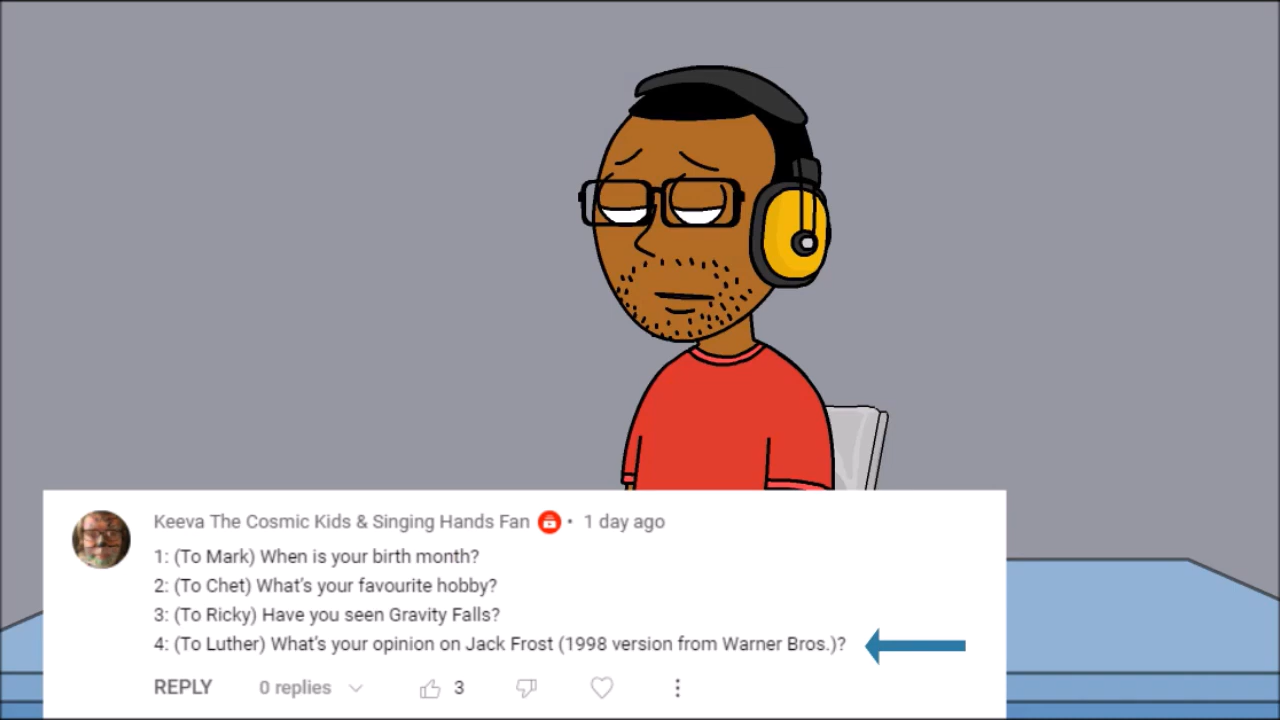 Keeva The Cosmic Kids & Singing Hands Fan • 1 day ago
1: (To Mark) When is your birth month?
2: (To Chet) What's your favourite hobby?
3: (To Ricky) Have you seen Gravity Falls?
4: (To Luther) What's your opinion on Jack Frost (1998 version from Warner Bros.)?
REPLY 0 replies 3